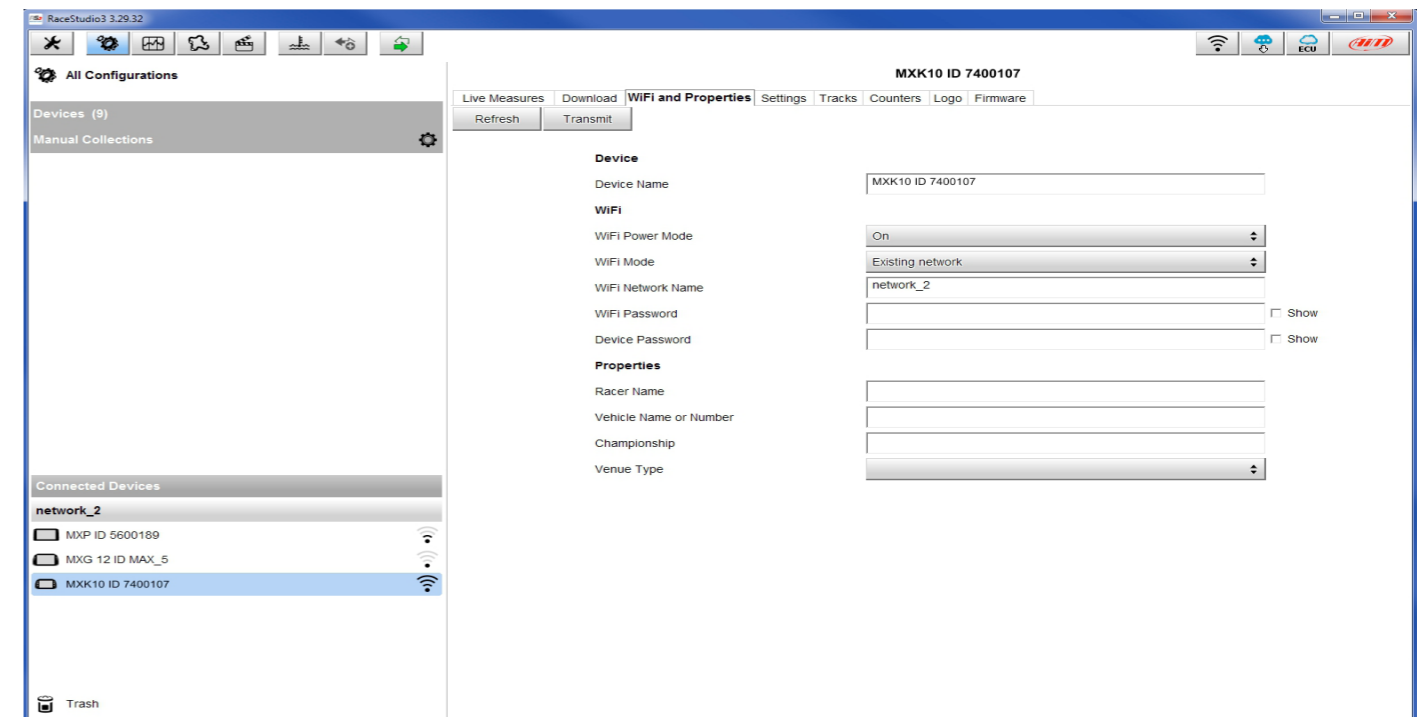 RaceStudio3 3.29.32
ECU
AiM
All Configurations
Devices (9)
Manual Collections
Connected Devices
network_2
MXP ID 5600189
MXG 12 ID MAX_5
MXK10 ID 7400107
Trash
MXK10 ID 7400107
Live Measures Download WiFi and Properties Settings Tracks Counters Logo Firmware
Refresh Transmit
Device
Device Name MXK10 ID 7400107
WiFi
WiFi Power Mode On
WiFi Mode Existing network
WiFi Network Name network_2
WiFi Password Show
Device Password Show
Properties
Racer Name
Vehicle Name or Number
Championship
Venue Type